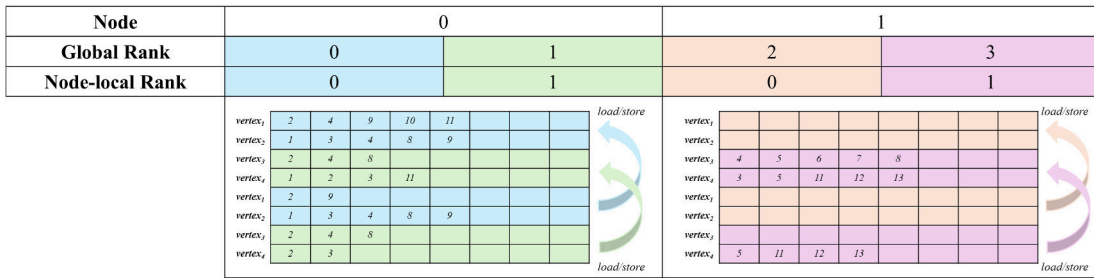 Node 0 1
Global Rank 0 1 2 3
Node-local Rank 0 1 0 1
load/store load/store
vertex1 2 4 9 10 11 vertex1
vertex2 1 3 4 8 9 vertex2
vertex3 2 4 8 vertex3 4 5 6 7 8
vertex4 1 2 3 11 vertex4 3 5 11 12 13
vertex1 2 9 vertex1
vertex2 1 3 4 8 9 vertex2
vertex3 2 4 8 vertex3
vertex4 2 3 vertex4 5 11 12 13
load/store load/store